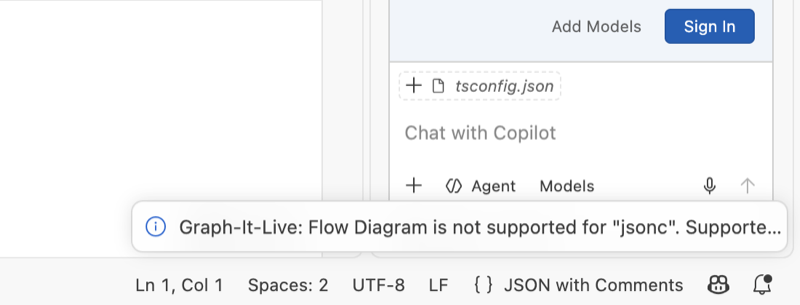 Add Models
Sign In
tsconfig.json
Chat with Copilot
Agent
Models
Graph-It-Live: Flow Diagram is not supported for "jsonc". Supporte...
Ln 1, Col 1
Spaces: 2
UTF-8
LF
{ } JSON with Comments